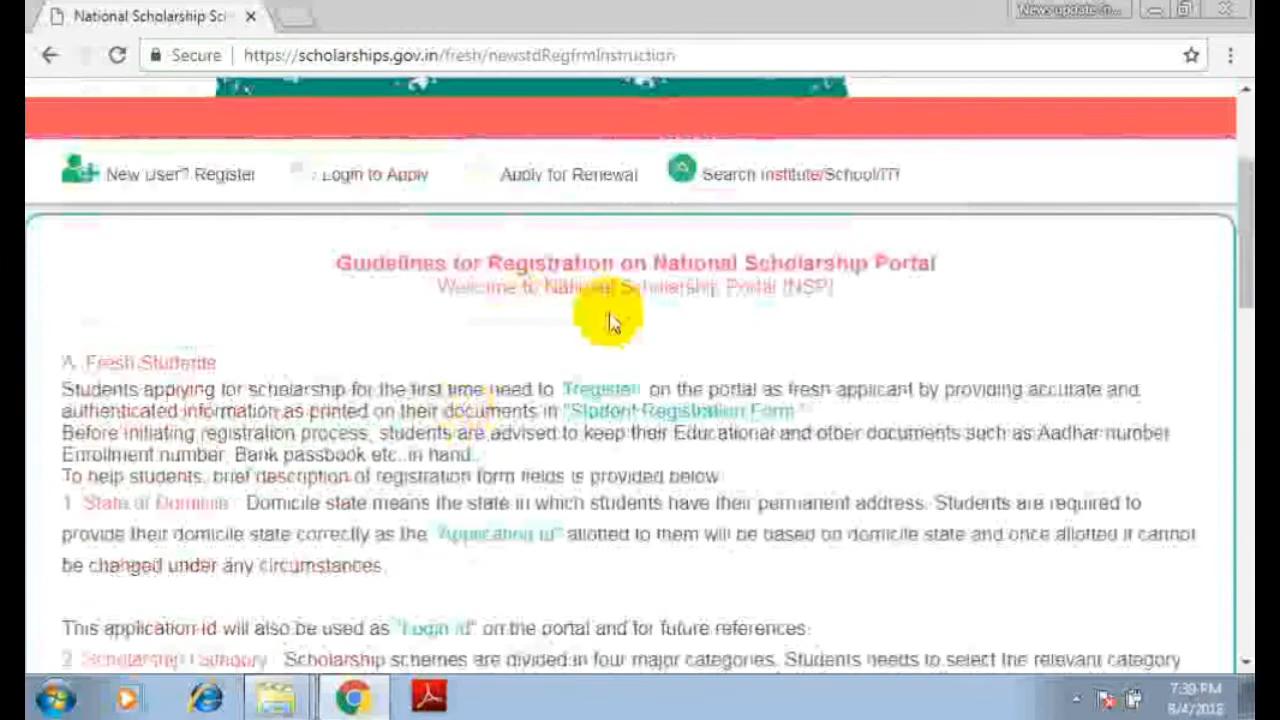 National Scholarship Sc
News update in
Secure https://scholarships.gov.in/fresh/newstdRegfrmInstruction
New User? Register Login to Apply Apply for Renewal Search Institute/School/ITI
Guidelines for Registration on National Scholarship Portal
Welcome to National Scholarship Portal (NSP)
A. Fresh Students
Students applying for scholarship for the first time need to "Register" on the portal as fresh applicant by providing accurate and
authenticated information as printed on their documents in "Student Registration Form"
Before initiating registration process, students are advised to keep their Educational and other documents such as Aadhar number
Enrollment number, Bank passbook etc. in hand.
To help students, brief description of registration form fields is provided below
1 State of Domicile : Domicile state means the state in which students have their permanent address. Students are required to
provide their domicile state correctly as the "Application Id" allotted to them will be based on domicile state and once allotted it cannot
be changed under any circumstances.
This application id will also be used as "Login Id" on the portal and for future references.
2 Scholarship Category : Scholarship schemes are divided in four major categories. Students needs to select the relevant category
7:39 PM
8/4/2018